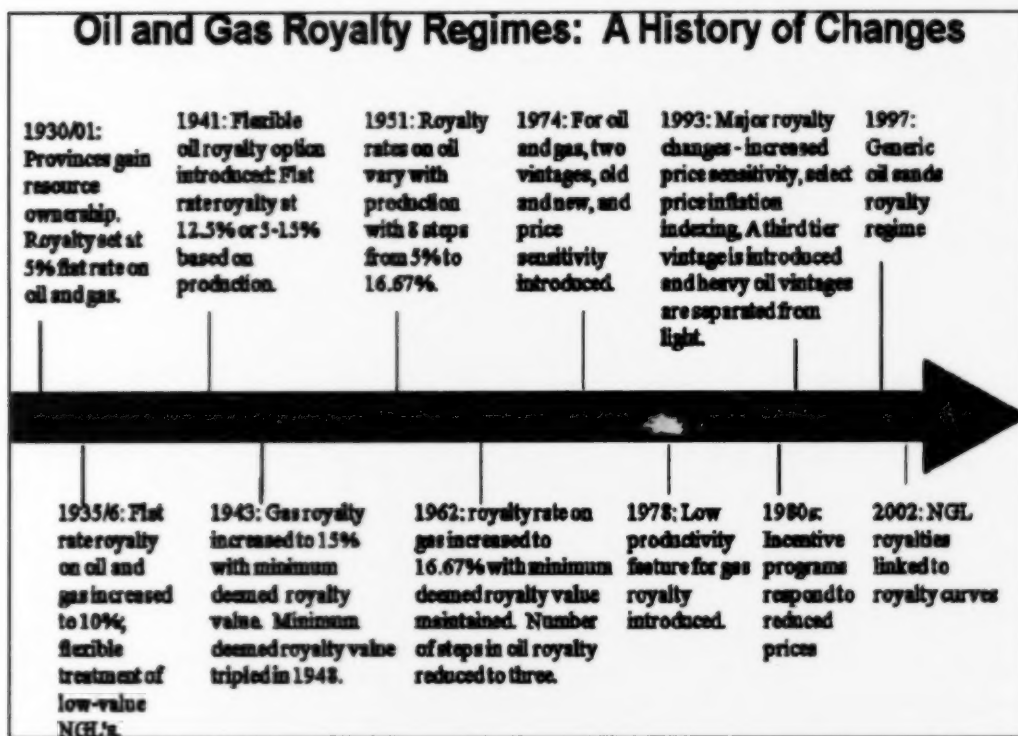 Oil and Gas Royalty Regimes: A History of Changes
1930/01:
Provinces gain
resource
ownership.
Royalty set at
5% flat rate on
oil and gas.
1941: Flexible
oil royalty option
introduced: Flat
rate royalty at
12.5% or 5-15%
based on
production.
1951: Royalty
rates on oil
vary with
production
with 8 steps
from 5% to
16.67%.
1974: For oil
and gas, two
vintages, old
and new, and
price
sensitivity
introduced.
1993: Major royalty
changes - increased
price sensitivity, select
price inflation
indexing, A third tier
vintage is introduced
and heavy oil vintages
are separated from
light.
1997:
Generic
oil sands
royalty
regime
1935/6: Flat
rate royalty
on oil and
gas increased
to 10%;
flexible
treatment of
low-value
NGL's.
1943: Gas royalty
increased to 15%
with minimum
deemed royalty
value. Minimum
deemed royalty value
tripled in 1948.
1962: royalty rate on
gas increased to
16.67% with minimum
deemed royalty value
maintained. Number
of steps in oil royalty
reduced to three.
1978: Low
productivity
feature for gas
royalty
introduced.
1980s:
Incentive
programs
respond to
reduced
prices
2002: NGL
royalties
linked to
royalty curves